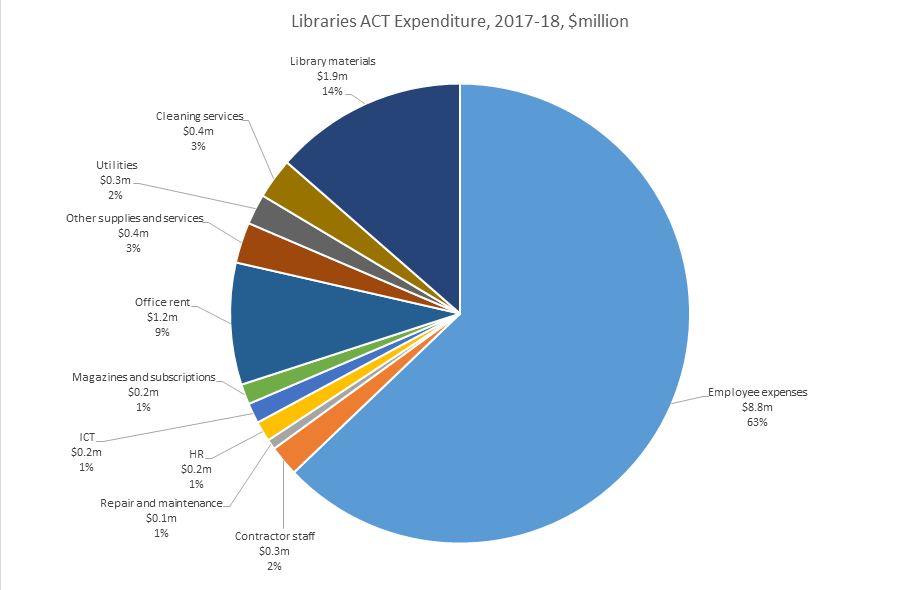 Libraries ACT Expenditure, 2017-18, $million
Library materials
$1.9m
14%
Cleaning services
$0.4m
3%
Utilities
$0.3m
2%
Other supplies and services
$0.4m
3%
Office rent
$1.2m
9%
Magazines and subscriptions
$0.2m
1%
ICT
$0.2m
1%
HR
$0.2m
1%
Repair and maintenance
$0.1m
1%
Contractor staff
$0.3m
2%
Employee expenses
$8.8m
63%